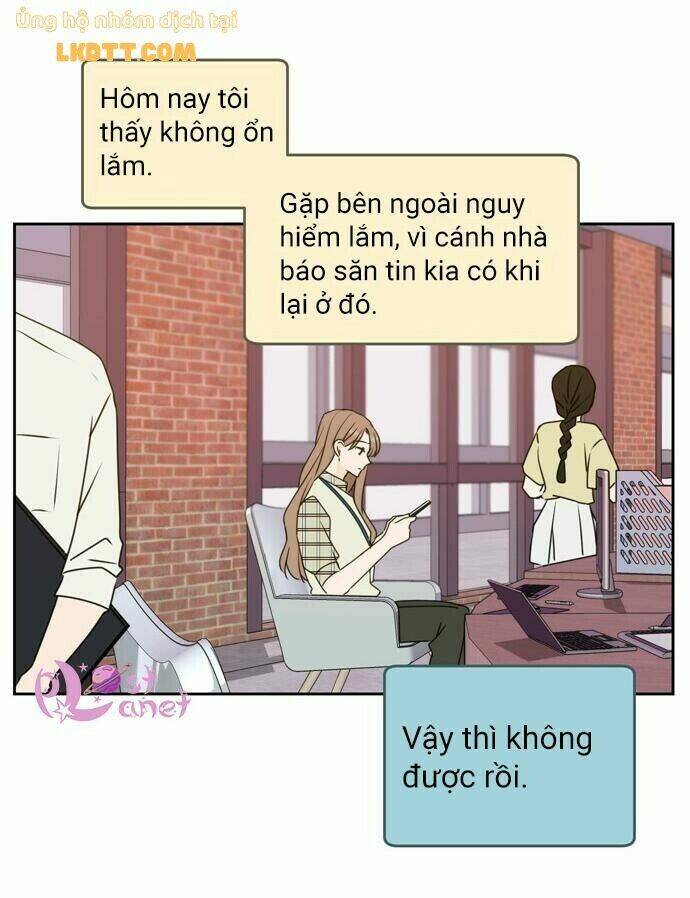 Ủng hộ nhóm dịch tại
LKDTT.COM
Hôm nay tôi
thấy không ổn
lắm.
Gặp bên ngoài nguy
hiểm lắm, vì cánh nhà
báo săn tin kia có khi
lại ở đó.
Planet
Vậy thì không
được rồi.